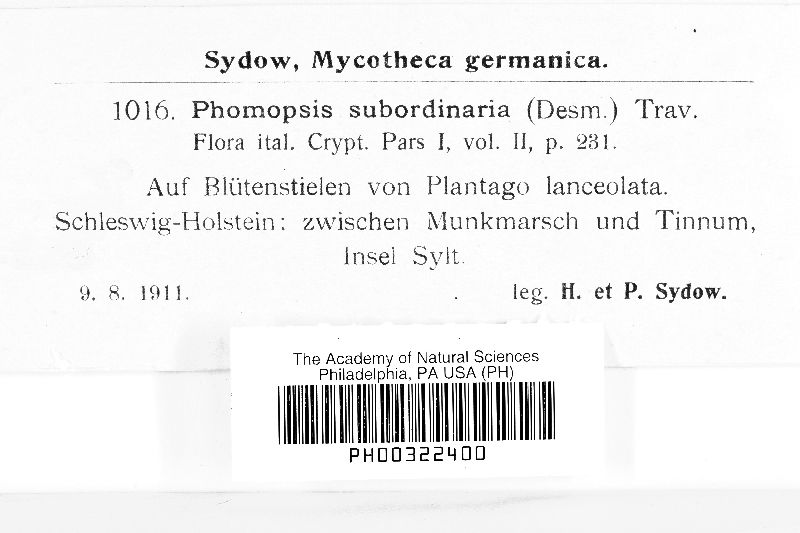 Sydow, Mycotheca germanica.
1016. Phomopsis subordinaria (Desm.) Trav.
Flora ital. Crypt. Pars I, vol. II, p. 231.
Auf Blütenstielen von Plantago lanceolata.
Schleswig-Holstein: zwischen Munkmarsch und Tinnum,
Insel Sylt.
9. 8. 1911. leg. H. et P. Sydow.
The Academy of Natural Sciences
Philadelphia, PA USA (PH)
PH00322400